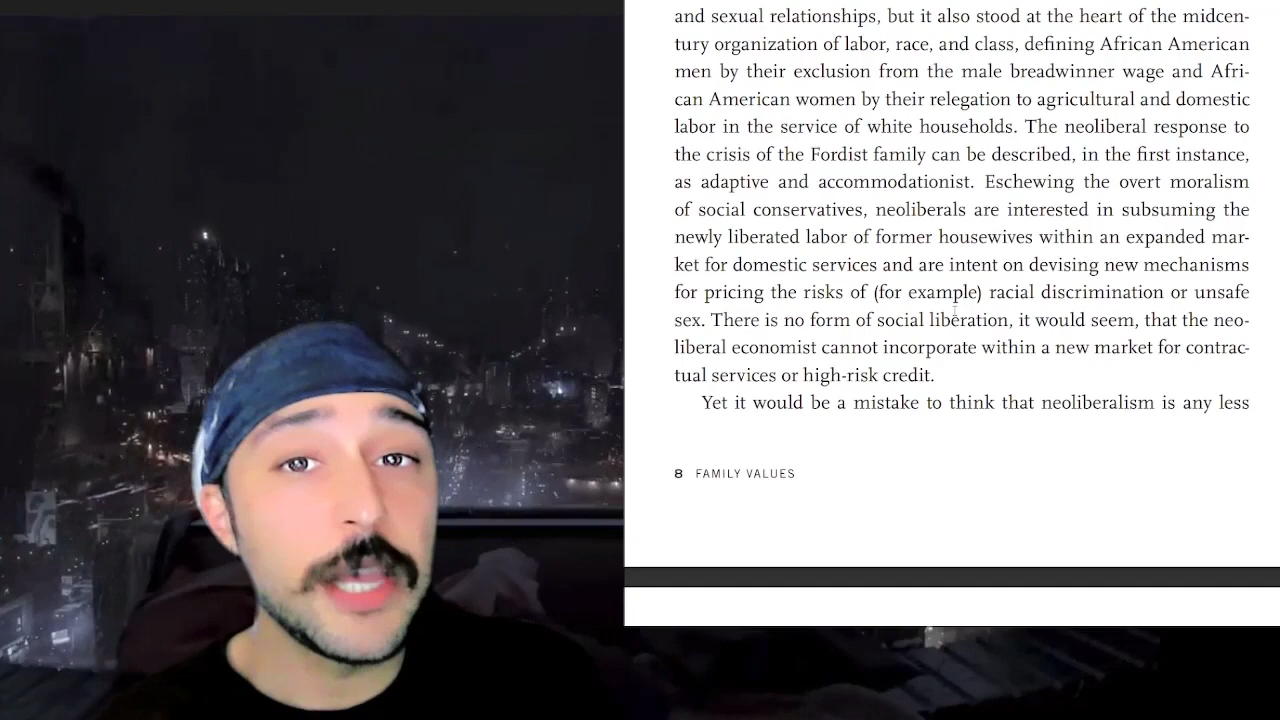 and sexual relationships, but it also stood at the heart of the midcen-
tury organization of labor, race, and class, defining African American
men by their exclusion from the male breadwinner wage and Afri-
can American women by their relegation to agricultural and domestic
labor in the service of white households. The neoliberal response to
the crisis of the Fordist family can be described, in the first instance,
as adaptive and accommodationist. Eschewing the overt moralism
of social conservatives, neoliberals are interested in subsuming the
newly liberated labor of former housewives within an expanded mar-
ket for domestic services and are intent on devising new mechanisms
for pricing the risks of (for example) racial discrimination or unsafe
sex. There is no form of social liberation, it would seem, that the neo-
liberal economist cannot incorporate within a new market for contrac-
tual services or high-risk credit.
Yet it would be a mistake to think that neoliberalism is any less
8 FAMILY VALUES